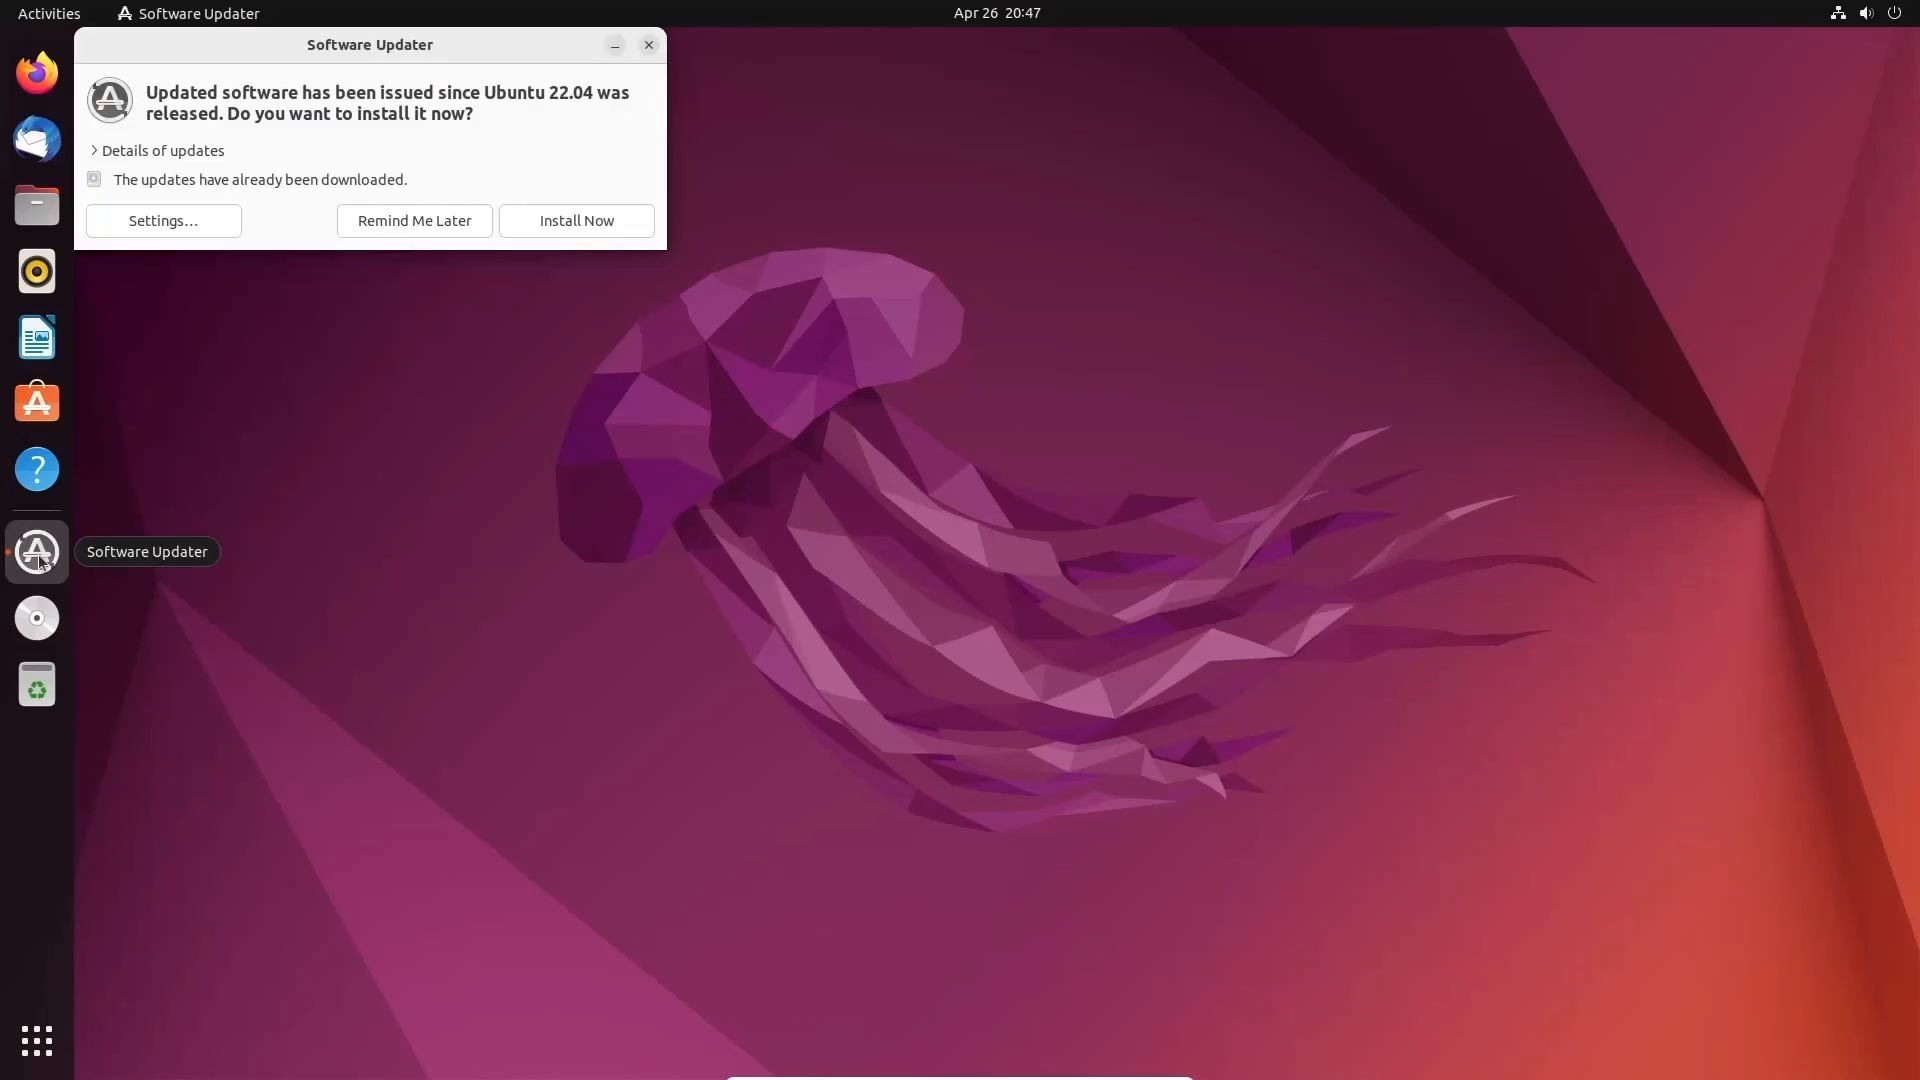 Activities
Software Updater
Apr 26 20:47
Software Updater
Updated software has been issued since Ubuntu 22.04 was
released. Do you want to install it now?
Details of updates
The updates have already been downloaded.
Settings…
Remind Me Later
Install Now
Software Updater